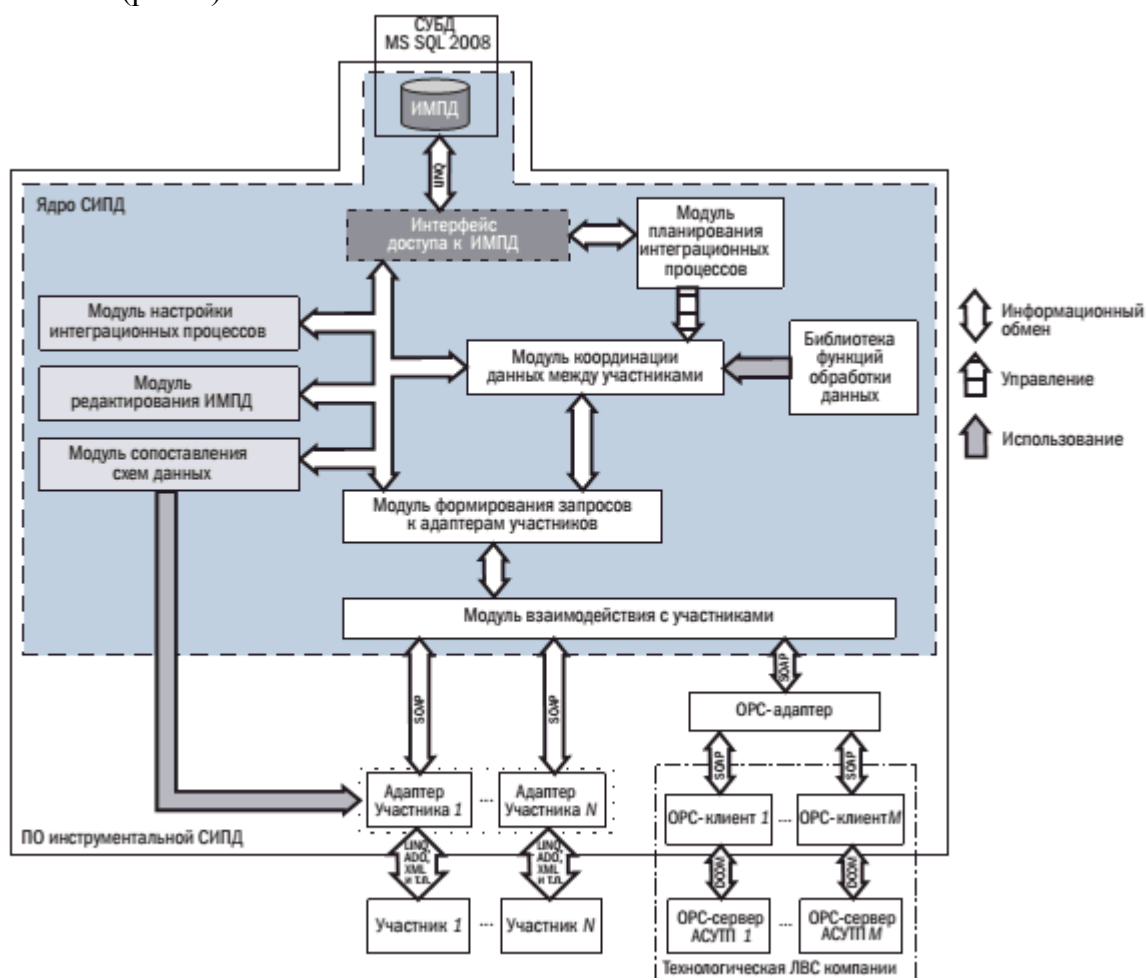 СУБД
MS SQL 2008
ИМПД
LINQ
Ядро СИПД
Интерфейс
доступа к ИМПД
Модуль
планирования
интеграционных
процессов
Модуль настройки
интеграционных процессов
Модуль
редактирования ИМПД
Модуль сопоставления
схем данных
Модуль координации
данных между участниками
Библиотека
функций
обработки
данных
Информационный
обмен
Управление
Использование
Модуль формирования запросов
к адаптерам участников
Модуль взаимодействия с участниками
SOAP
SOAP
SOAP
OPC-адаптер
SOAP
SOAP
Адаптер
Участника 1
...
Адаптер
Участника N
OPC-клиент 1
...
OPC-клиент M
ПО инструментальной СИПД
LINQ,
ADO,
XML
и т.п.
LINQ,
ADO,
XML
и т.п.
DCOM
DCOM
Участник 1
...
Участник N
OPC-сервер
АСУТП 1
...
OPC-сервер
АСУТП M
Технологическая ЛВС компании